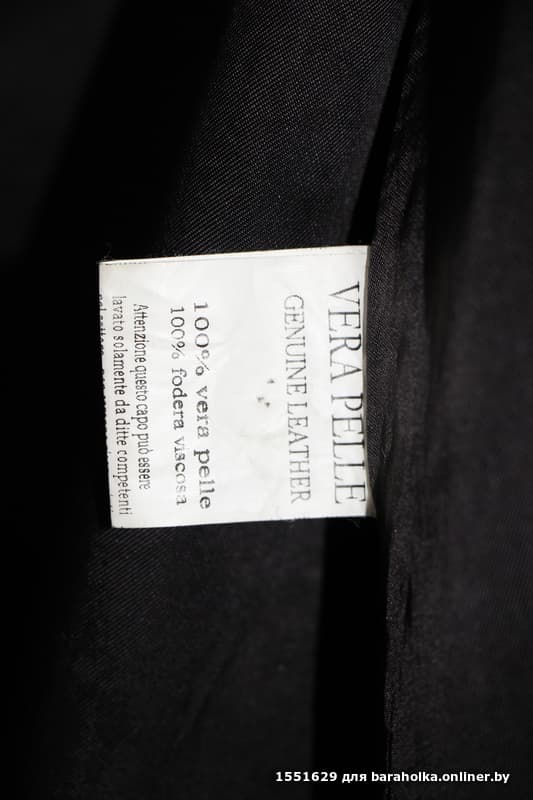 VERA PELLE
GENUINE LEATHER
100% vera pelle
100% fodera viscosa
Attenzione questo capo può essere
lavato solamente da ditte competenti
1551629 для baraholka.onliner.by